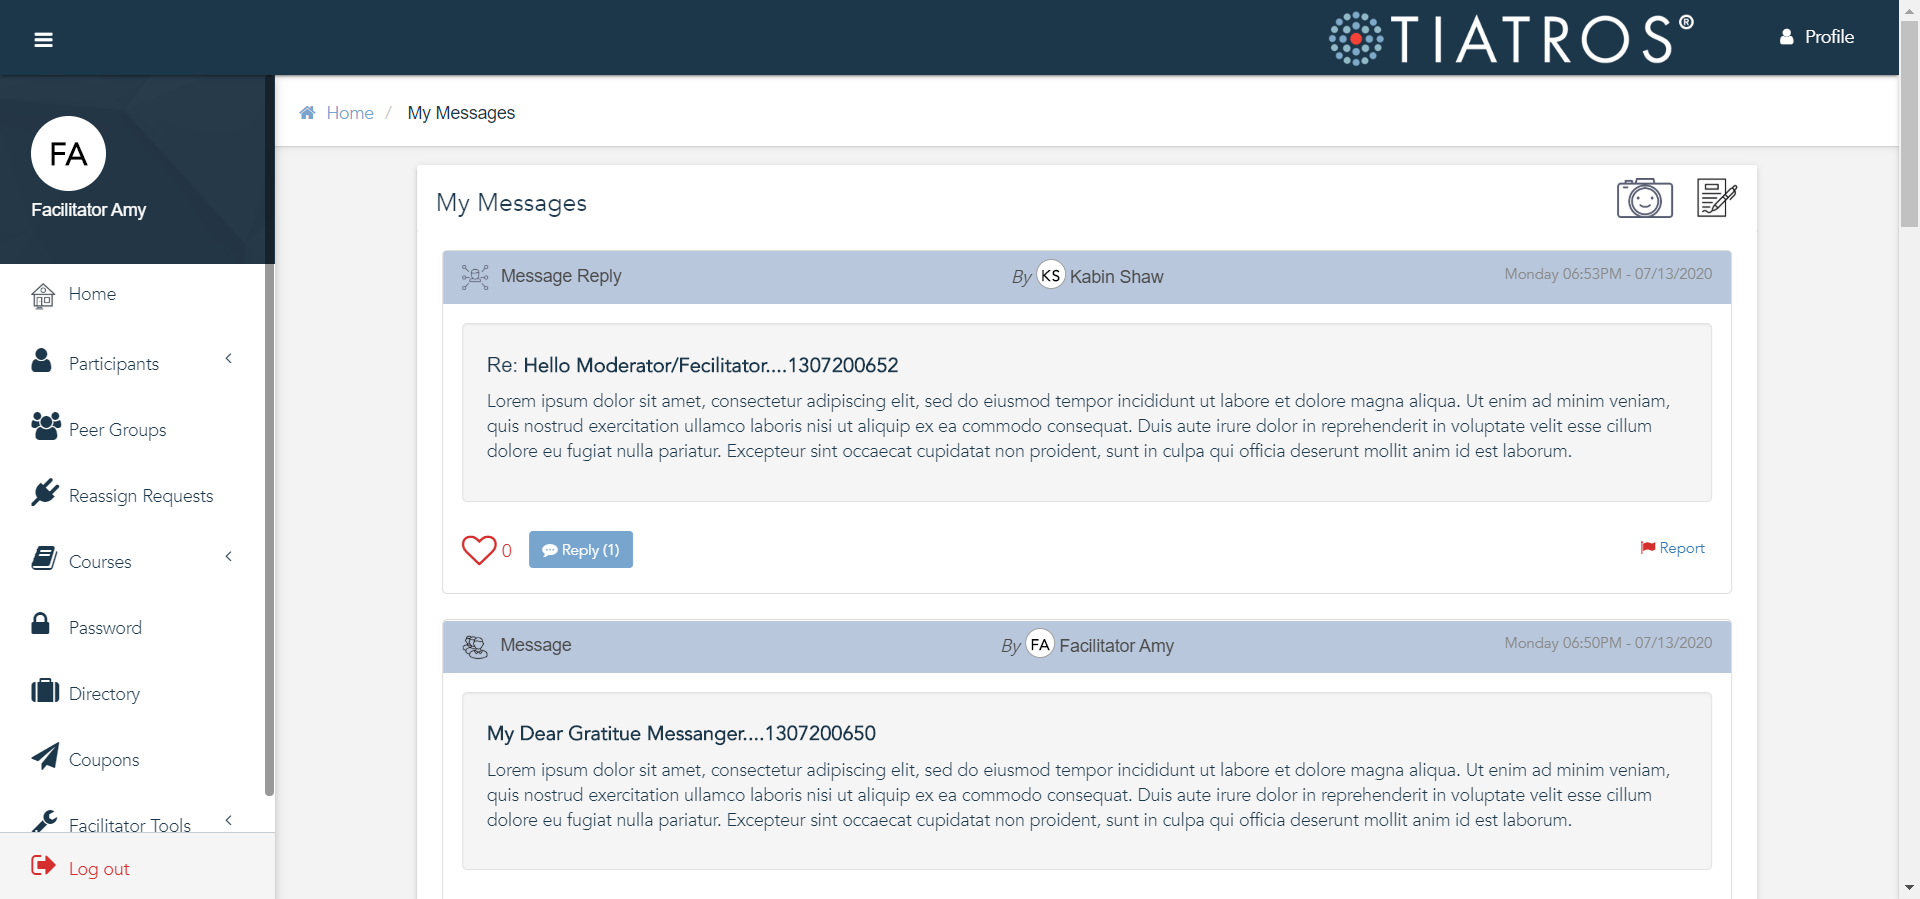 TIATROS®
Profile
FA
Facilitator Amy
Home
Participants
Peer Groups
Reassign Requests
Courses
Password
Directory
Coupons
Facilitator Tools
Log out
Home / My Messages
My Messages
Message Reply
By KS Kabin Shaw
Monday 06:53PM - 07/13/2020
Re: Hello Moderator/Fecilitator....1307200652
Lorem ipsum dolor sit amet, consectetur adipiscing elit, sed do eiusmod tempor incididunt ut labore et dolore magna aliqua. Ut enim ad minim veniam,
quis nostrud exercitation ullamco laboris nisi ut aliquip ex ea commodo consequat. Duis aute irure dolor in reprehenderit in voluptate velit esse cillum
dolore eu fugiat nulla pariatur. Excepteur sint occaecat cupidatat non proident, sunt in culpa qui officia deserunt mollit anim id est laborum.
0
Reply (1)
Report
Message
By FA Facilitator Amy
Monday 06:50PM - 07/13/2020
My Dear Gratitue Messanger....1307200650
Lorem ipsum dolor sit amet, consectetur adipiscing elit, sed do eiusmod tempor incididunt ut labore et dolore magna aliqua. Ut enim ad minim veniam,
quis nostrud exercitation ullamco laboris nisi ut aliquip ex ea commodo consequat. Duis aute irure dolor in reprehenderit in voluptate velit esse cillum
dolore eu fugiat nulla pariatur. Excepteur sint occaecat cupidatat non proident, sunt in culpa qui officia deserunt mollit anim id est laborum.